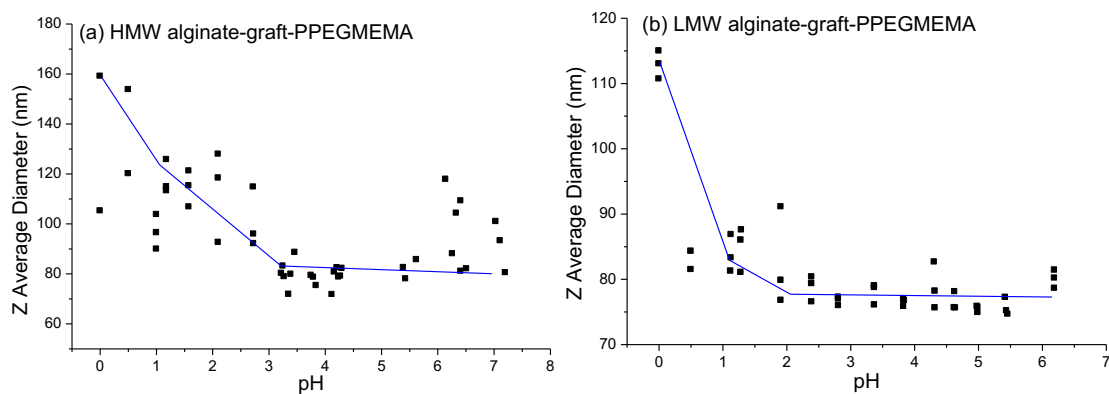 (a) HMW alginate-graft-PPEGMEMA
180
160
140
120
100
80
60
Z Average Diameter (nm)
0 1 2 3 4 5 6 7 8
pH
(b) LMW alginate-graft-PPEGMEMA
120
110
100
90
80
70
Z Average Diameter (nm)
0 1 2 3 4 5 6 7
pH